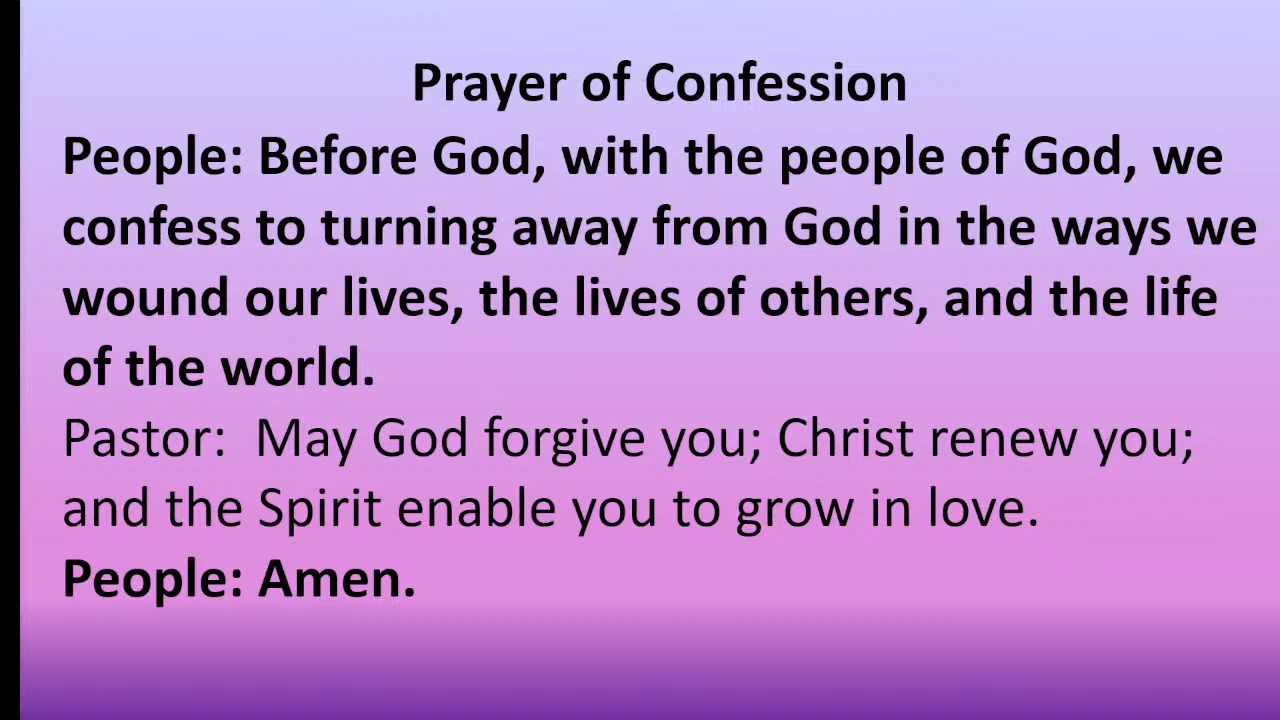 Prayer of Confession
People: Before God, with the people of God, we
confess to turning away from God in the ways we
wound our lives, the lives of others, and the life
of the world.
Pastor:  May God forgive you; Christ renew you;
and the Spirit enable you to grow in love.
People: Amen.